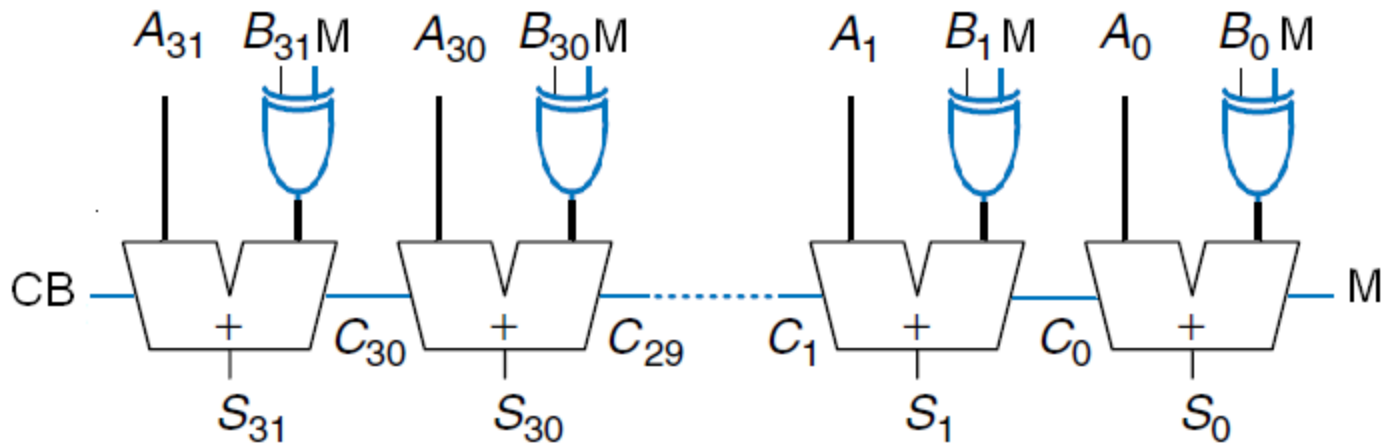 A31 B31 M A30 B30 M A1 B1 M A0 B0 M
CB + C30 + C29 C1 + C0 + M
S31 S30 S1 S0